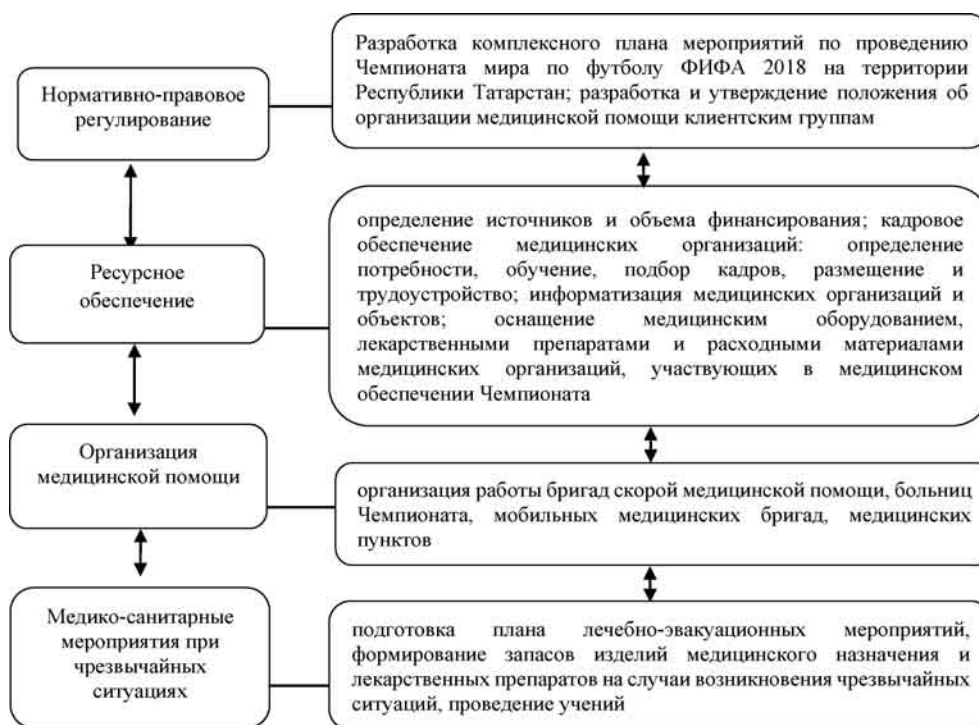 Нормативно-правовое
регулирование
Разработка комплексного плана мероприятий по проведению
Чемпионата мира по футболу ФИФА 2018 на территории
Республики Татарстан; разработка и утверждение положения об
организации медицинской помощи клиентским группам
Ресурсное
обеспечение
определение источников и объема финансирования; кадровое
обеспечение медицинских организаций: определение
потребности, обучение, подбор кадров, размещение и
трудоустройство; информатизация медицинских организаций и
объектов; оснащение медицинским оборудованием,
лекарственными препаратами и расходными материалами
медицинских организаций, участвующих в медицинском
обеспечении Чемпионата
Организация
медицинской помощи
организация работы бригад скорой медицинской помощи, больниц
Чемпионата, мобильных медицинских бригад, медицинских
пунктов
Медико-санитарные
мероприятия при
чрезвычайных
ситуациях
подготовка плана лечебно-эвакуационных мероприятий,
формирование запасов изделий медицинского назначения и
лекарственных препаратов на случаи возникновения чрезвычайных
ситуаций, проведение учений